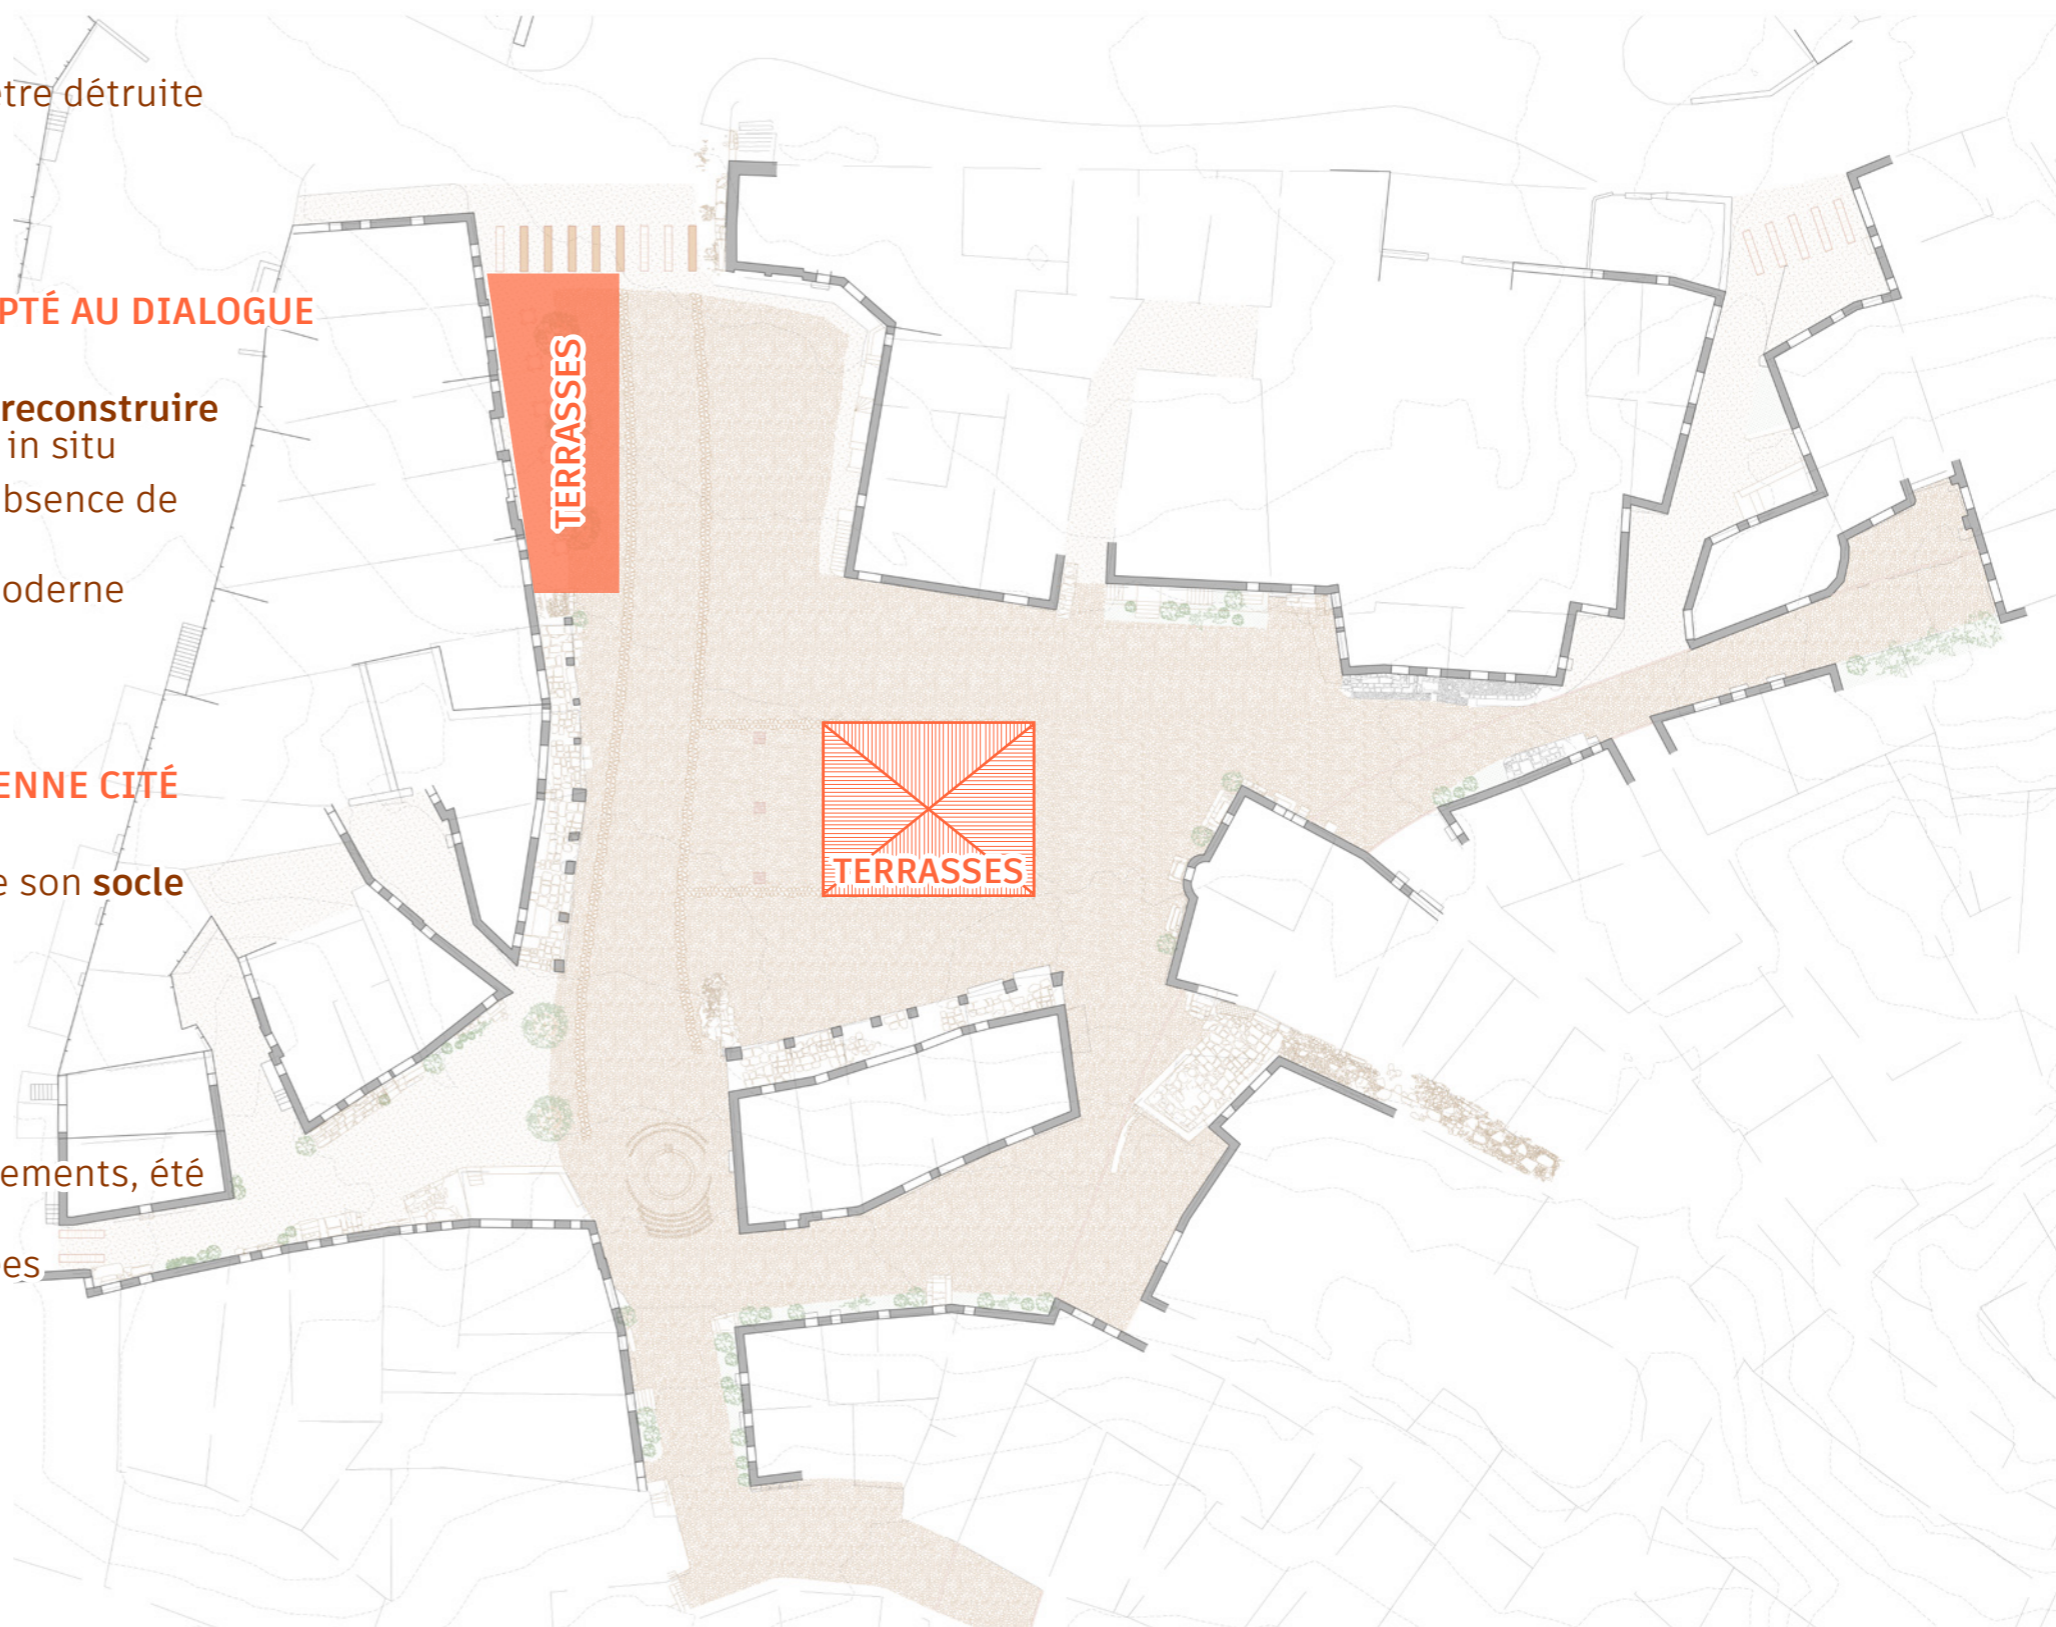 être détruite
PTÉ AU DIALOGUE
reconstruire
in situ
bsence de
oderne
ENNE CITÉ
e son socle
ements, été
es
TERRASSES
TERRASSES